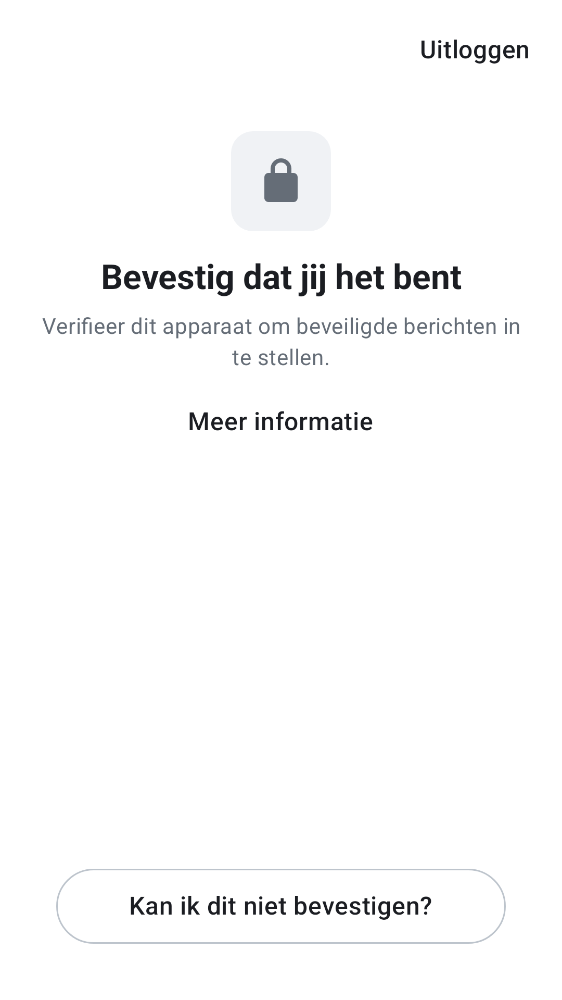 Uitloggen
Bevestig dat jij het bent
Verifieer dit apparaat om beveiligde berichten in
te stellen.
Meer informatie
Kan ik dit niet bevestigen?